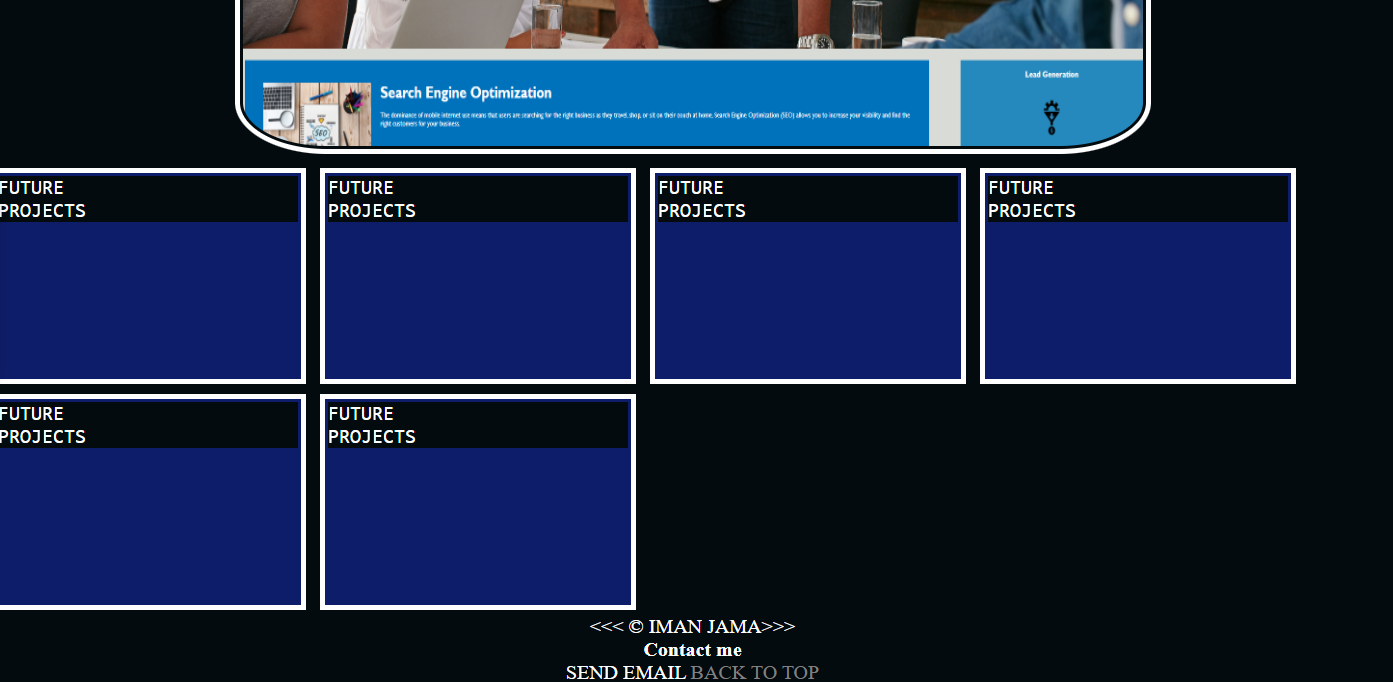 Search Engine Optimization
Lead Generation
The dominance of mobile internet use means that users are searching for the right business as they travel, shop, or sit on their couch at home. Search Engine Optimization (SEO) allows you to increase your visibility and find the
right customers for your business.
SEO
FUTURE
PROJECTS
FUTURE
PROJECTS
FUTURE
PROJECTS
FUTURE
PROJECTS
FUTURE
PROJECTS
FUTURE
PROJECTS
<<< © IMAN JAMA>>>
Contact me
SEND EMAIL BACK TO TOP